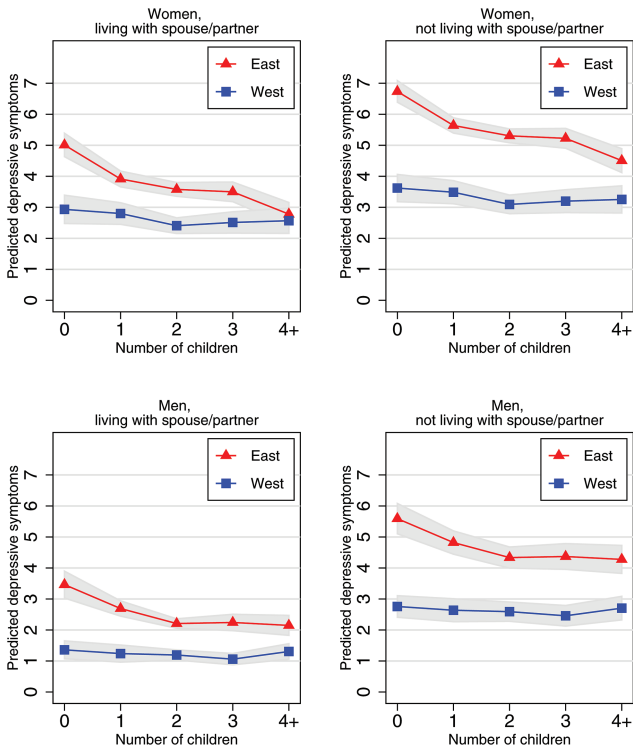 Women,
living with spouse/partner
East
West
Predicted depressive symptoms
7
6
5
4
3
2
1
0
0 1 2 3 4+
Number of children
Women,
not living with spouse/partner
East
West
Predicted depressive symptoms
7
6
5
4
3
2
1
0
0 1 2 3 4+
Number of children
Men,
living with spouse/partner
East
West
Predicted depressive symptoms
7
6
5
4
3
2
1
0
0 1 2 3 4+
Number of children
Men,
not living with spouse/partner
East
West
Predicted depressive symptoms
7
6
5
4
3
2
1
0
0 1 2 3 4+
Number of children